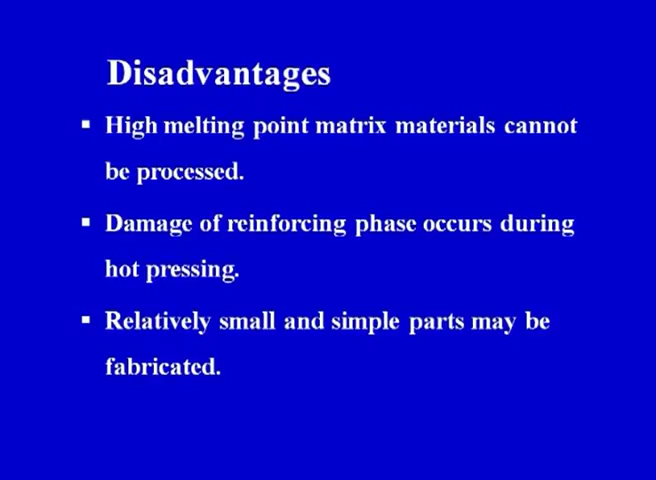 Disadvantages
▪ High melting point matrix materials cannot
be processed.
▪ Damage of reinforcing phase occurs during
hot pressing.
▪ Relatively small and simple parts may be
fabricated.